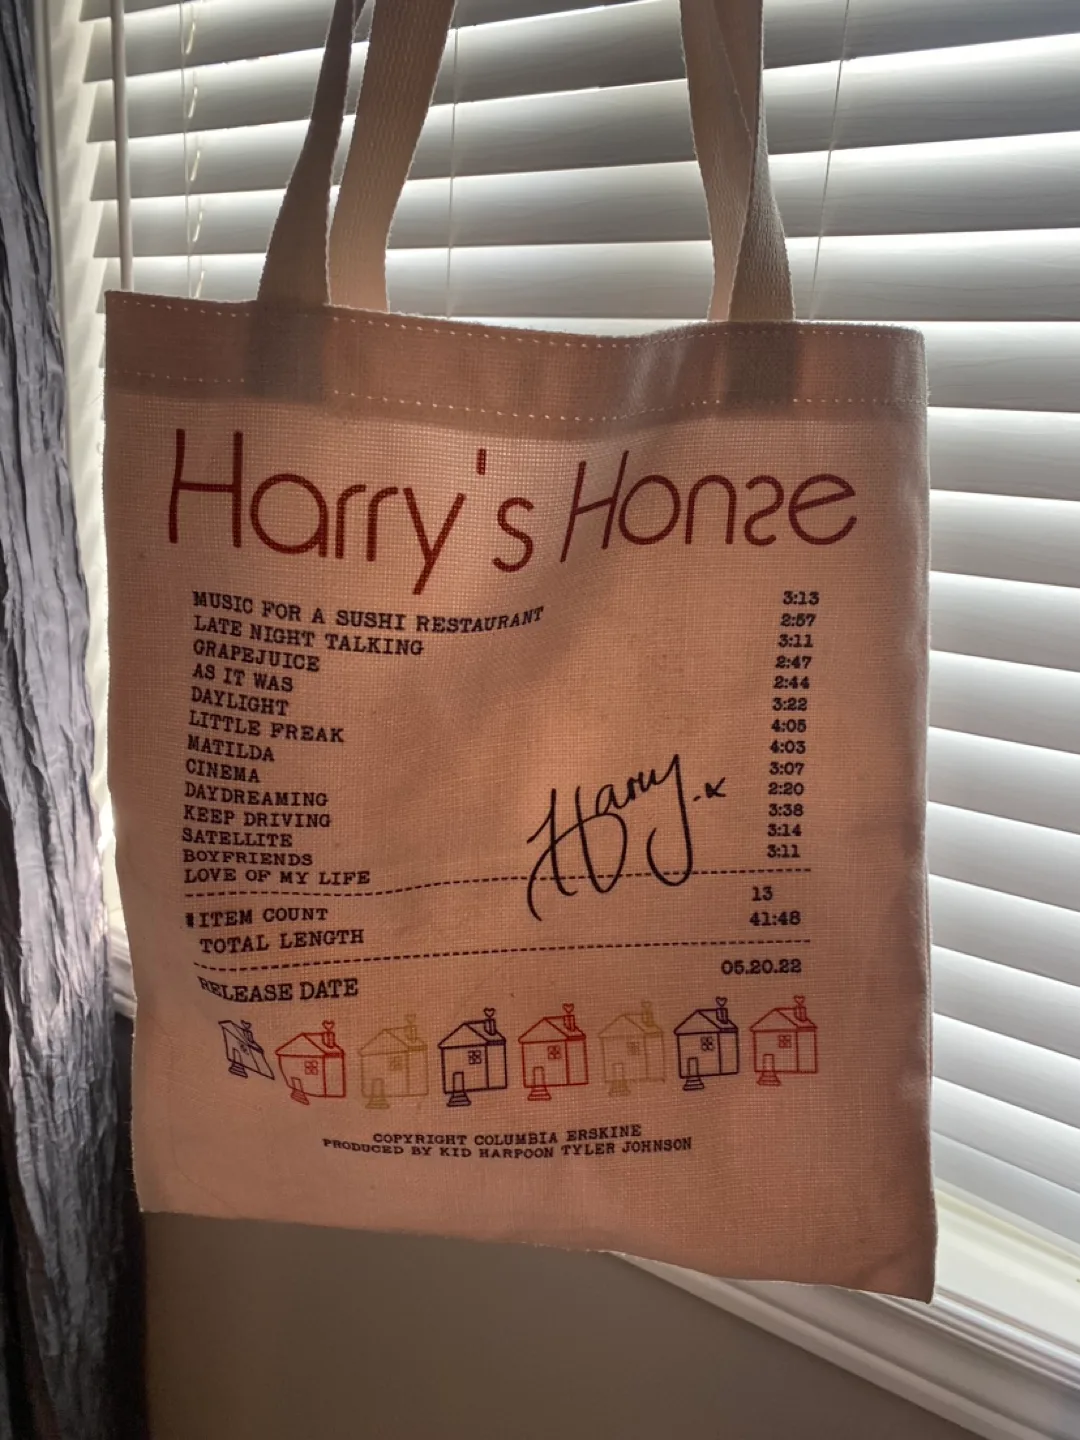 Harry's Honse
MUSIC FOR A SUSHI RESTAURANT 3:13
LATE NIGHT TALKING 2:57
GRAPEJUICE 3:11
AS IT WAS 2:47
DAYLIGHT 2:44
LITTLE FREAK 3:22
MATILDA 4:05
CINEMA 4:03
DAYDREAMING 3:07
KEEP DRIVING 2:20
SATELLITE 3:38
BOYFRIENDS 3:14
LOVE OF MY LIFE 3:11
Harry.x
#ITEM COUNT 13
TOTAL LENGTH 41:48
RELEASE DATE 05.20.22
COPYRIGHT COLUMBIA ERSKINE
PRODUCED BY KID HARPOON TYLER JOHNSON